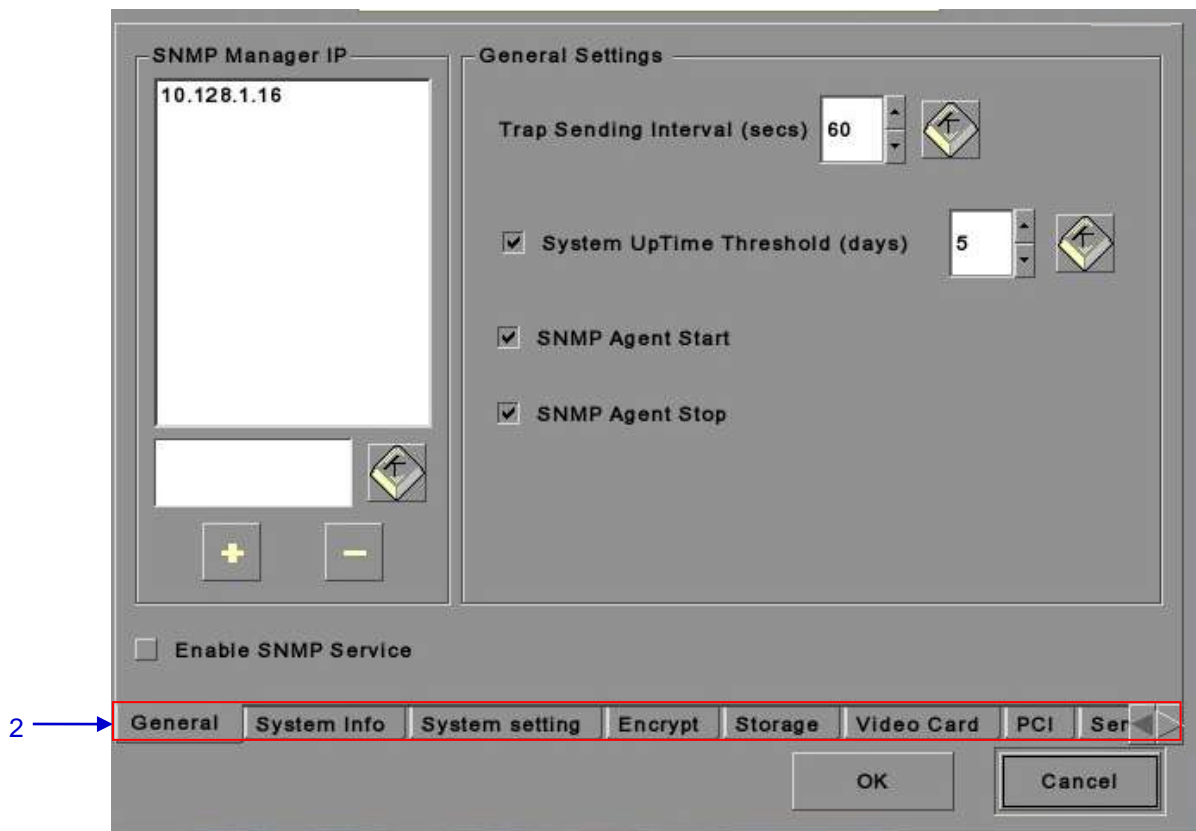 SNMP Manager IP
10.128.1.16
General Settings
Trap Sending Interval (secs) 60
System UpTime Threshold (days) 5
SNMP Agent Start
SNMP Agent Stop
Enable SNMP Service
2
General System Info System setting Encrypt Storage Video Card PCI Ser
OK Cancel